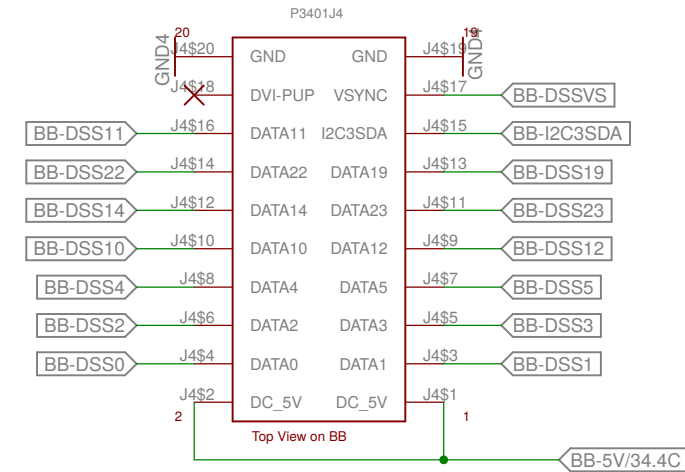 P3401J4
20 19
GND4 J4$20 GND GND J4$19 GND4
J4$18 DVI-PUP VSYNC J4$17 BB-DSSVS
BB-DSS11 J4$16 DATA11 I2C3SDA J4$15 BB-I2C3SDA
BB-DSS22 J4$14 DATA22 DATA19 J4$13 BB-DSS19
BB-DSS14 J4$12 DATA14 DATA23 J4$11 BB-DSS23
BB-DSS10 J4$10 DATA10 DATA12 J4$9 BB-DSS12
BB-DSS4 J4$8 DATA4 DATA5 J4$7 BB-DSS5
BB-DSS2 J4$6 DATA2 DATA3 J4$5 BB-DSS3
BB-DSS0 J4$4 DATA0 DATA1 J4$3 BB-DSS1
J4$2 DC_5V DC_5V J4$1
2 1
Top View on BB
BB-5V/34.4C